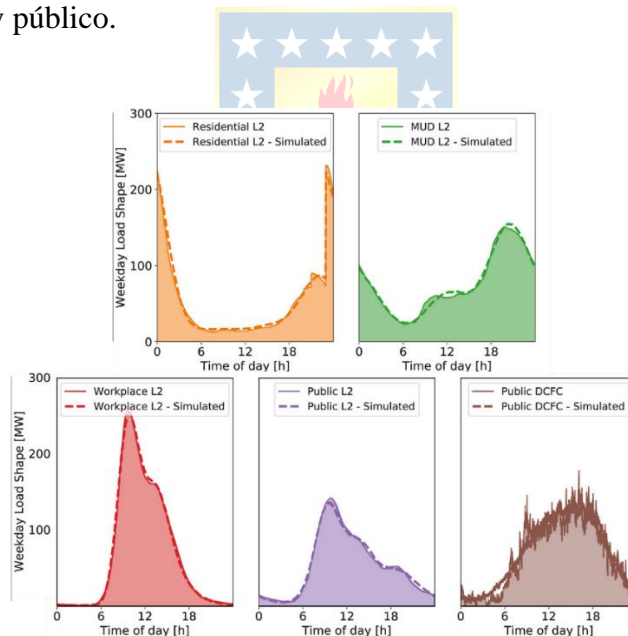 y público.
300
200
100
0
Weekday Load Shape [MW]
Residential L2
Residential L2 - Simulated
0 6 12 18
Time of day [h]
MUD L2
MUD L2 - Simulated
0 6 12 18
Time of day [h]
300
200
100
Weekday Load Shape [MW]
Workplace L2
Workplace L2 - Simulated
0 6 12 18
Time of day [h]
Public L2
Public L2 - Simulated
0 6 12 18
Time of day [h]
Public DCFC
Public DCFC - Simulated
0 6 12 18
Time of day [h]